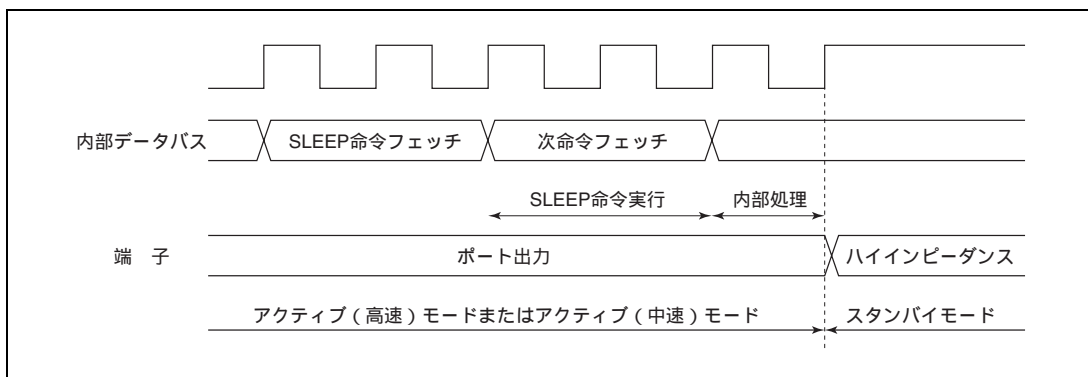 内部データバス
SLEEP命令フェッチ
次命令フェッチ
SLEEP命令実行
内部処理
端　子
ポート出力
ハイインピーダンス
アクティブ（高速）モードまたはアクティブ（中速）モード
スタンバイモード